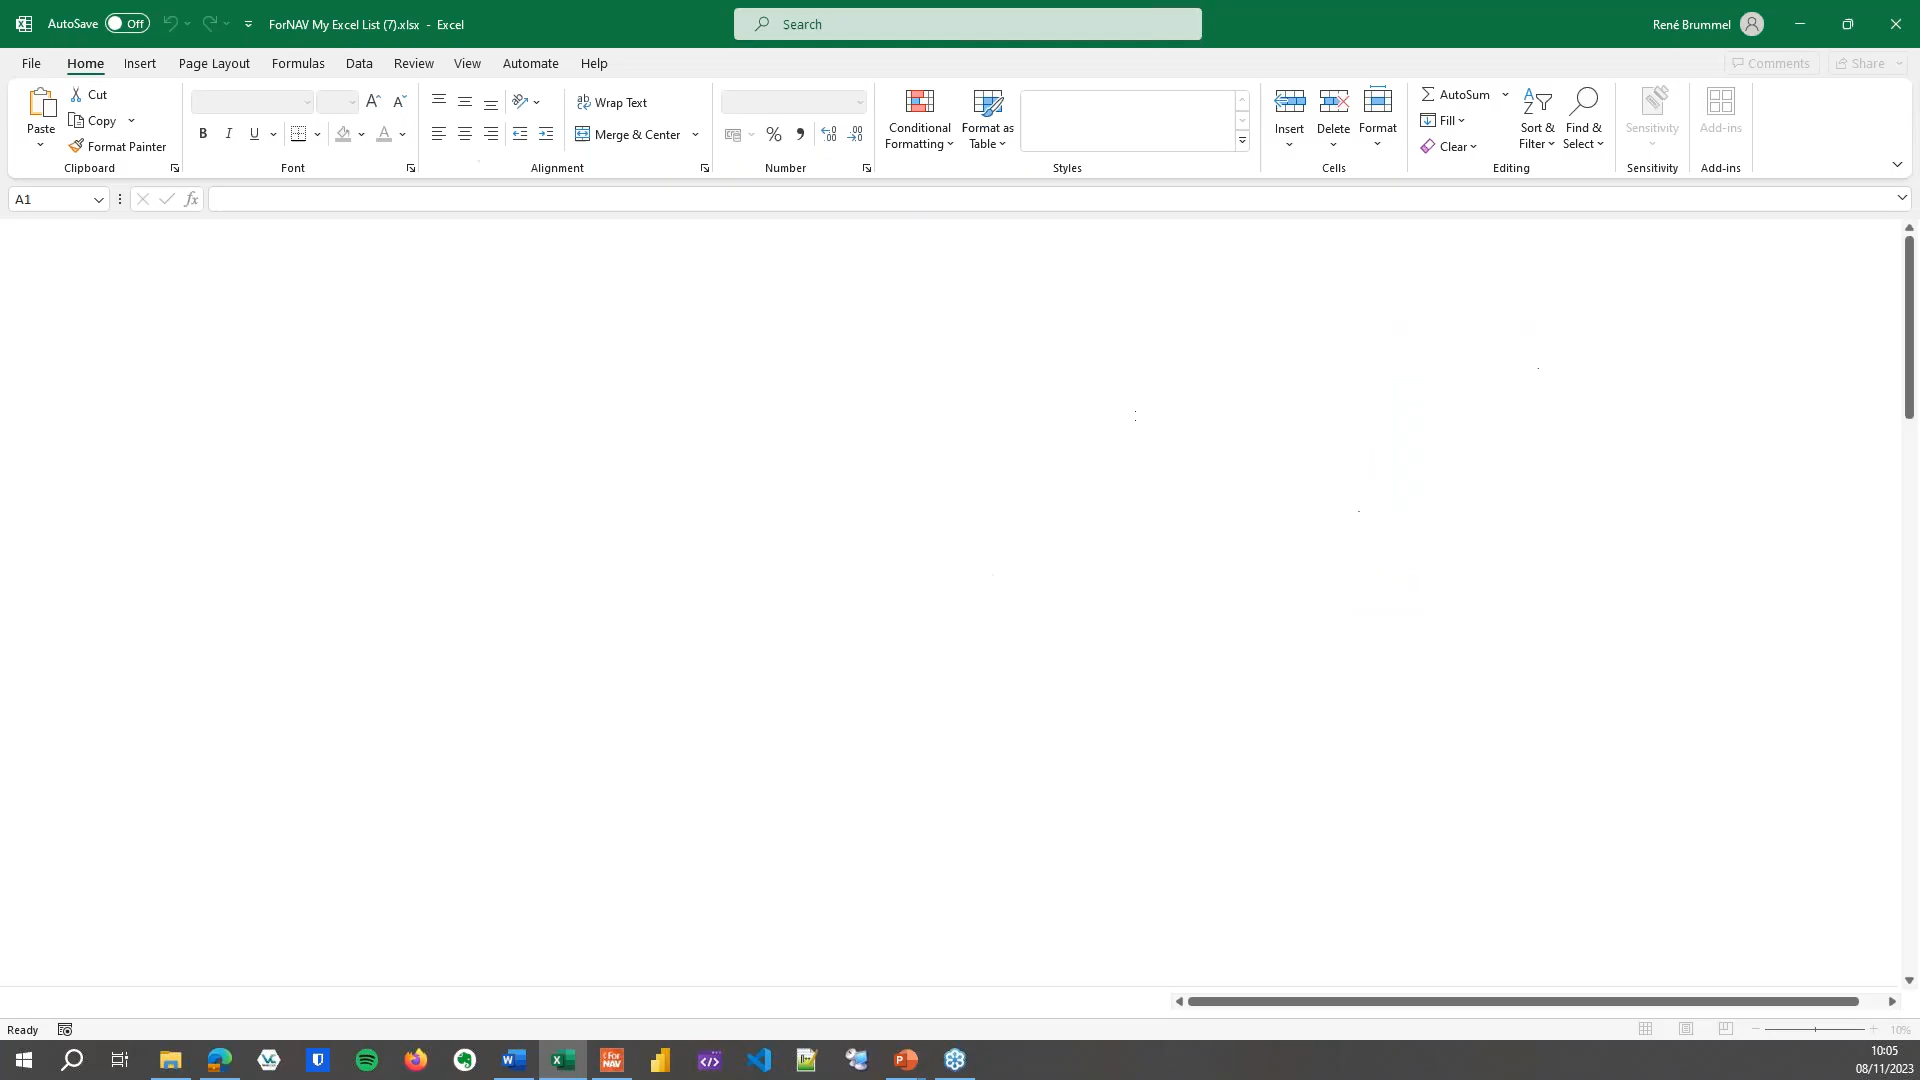 AutoSave Off ForNAV My Excel List (7).xlsx - Excel Search René Brummel
File Home Insert Page Layout Formulas Data Review View Automate Help Comments Share
Paste Cut Copy Format Painter Clipboard
B I U Font
ab Wrap Text Merge & Center Alignment
% Number
Conditional Formatting Format as Table Styles
Insert Delete Format Cells
AutoSum Fill Clear Sort & Filter Find & Select Editing
Sensitivity Sensitivity
Add-ins Add-ins
A1 fx
Ready 10%
10:05
08/11/2023